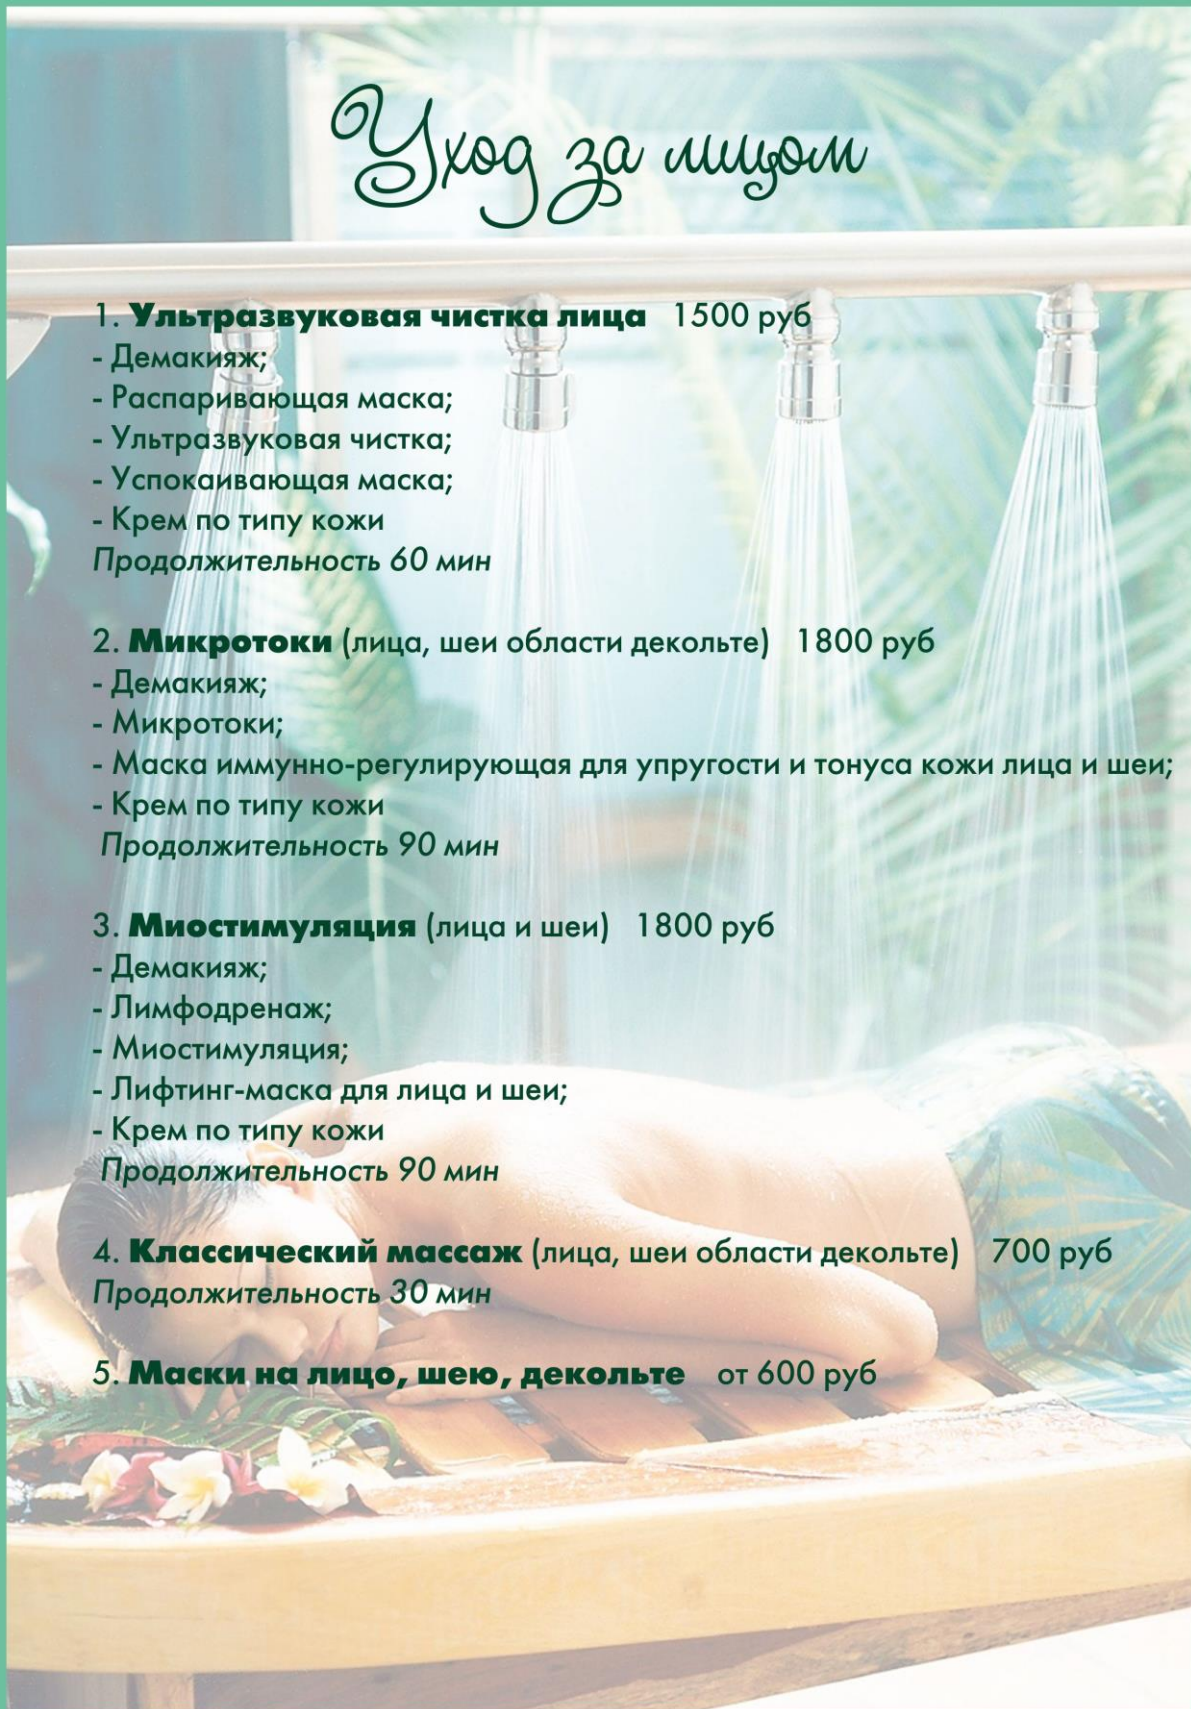 Уход за лицом
1. Ультразвуковая чистка лица 1500 руб
- Демакияж;
- Распаривающая маска;
- Ультразвуковая чистка;
- Успокаивающая маска;
- Крем по типу кожи
Продолжительность 60 мин
2. Микротоки (лица, шеи области декольте) 1800 руб
- Демакияж;
- Микротоки;
- Маска иммунно-регулирующая для упругости и тонуса кожи лица и шеи;
- Крем по типу кожи
Продолжительность 90 мин
3. Миостимуляция (лица и шеи) 1800 руб
- Демакияж;
- Лимфодренаж;
- Миостимуляция;
- Лифтинг-маска для лица и шеи;
- Крем по типу кожи
Продолжительность 90 мин
4. Классический массаж (лица, шеи области декольте) 700 руб
Продолжительность 30 мин
5. Маски на лицо, шею, декольте от 600 руб